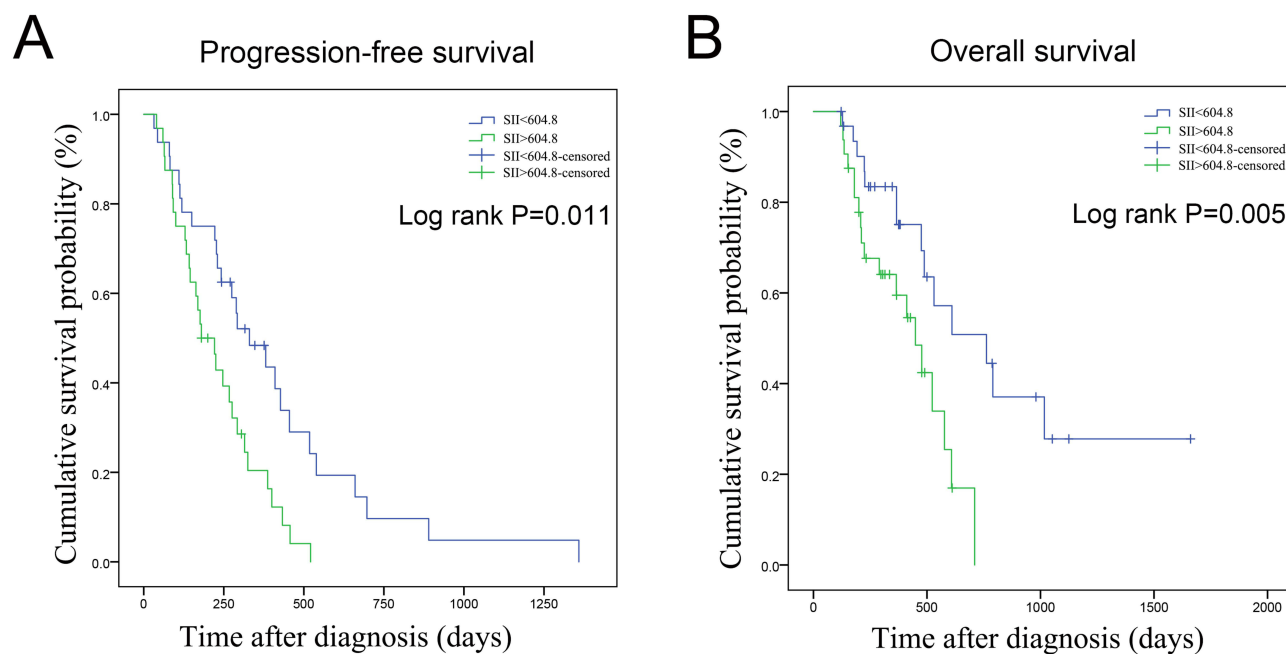 A
Progression-free survival
Cumulative survival probability (%)
1.0
0.8
0.6
0.4
0.2
0.0
SII<604.8
SII>604.8
SII<604.8-censored
SII>604.8-censored
Log rank P=0.011
0 250 500 750 1000 1250
Time after diagnosis (days)
B
Overall survival
Cumulative survival probability (%)
1.0
0.8
0.6
0.4
0.2
0.0
SII<604.8
SII>604.8
SII<604.8-censored
SII>604.8-censored
Log rank P=0.005
0 500 1000 1500 2000
Time after diagnosis (days)